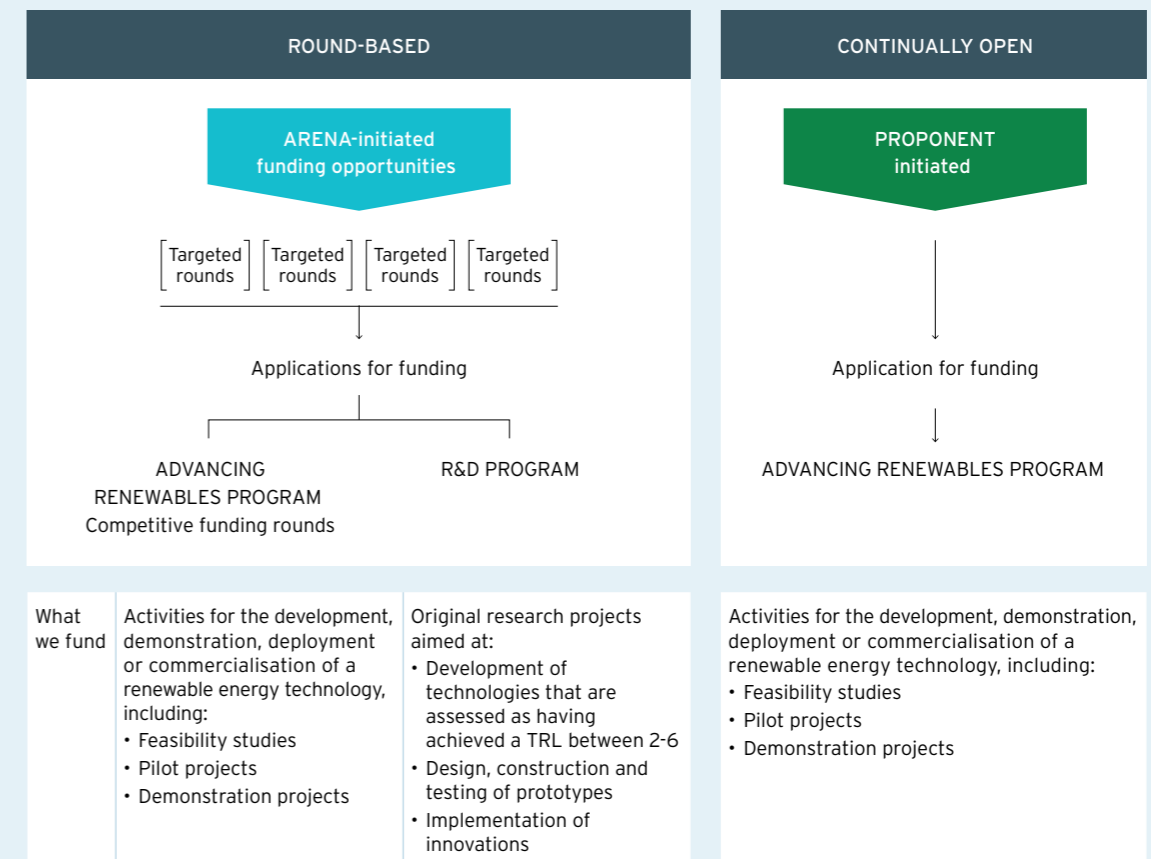 ROUND-BASED
ARENA-initiated
funding opportunities
Targeted
rounds
Targeted
rounds
Targeted
rounds
Targeted
rounds
Applications for funding
ADVANCING
RENEWABLES PROGRAM
Competitive funding rounds
R&D PROGRAM
CONTINUALLY OPEN
PROPONENT
initiated
Application for funding
ADVANCING RENEWABLES PROGRAM
What
we fund
Activities for the development,
demonstration, deployment
or commercialisation of a
renewable energy technology,
including:
• Feasibility studies
• Pilot projects
• Demonstration projects
Original research projects
aimed at:
• Development of
technologies that are
assessed as having
achieved a TRL between 2-6
• Design, construction and
testing of prototypes
• Implementation of
innovations
Activities for the development, demonstration,
deployment or commercialisation of a
renewable energy technology, including:
• Feasibility studies
• Pilot projects
• Demonstration projects